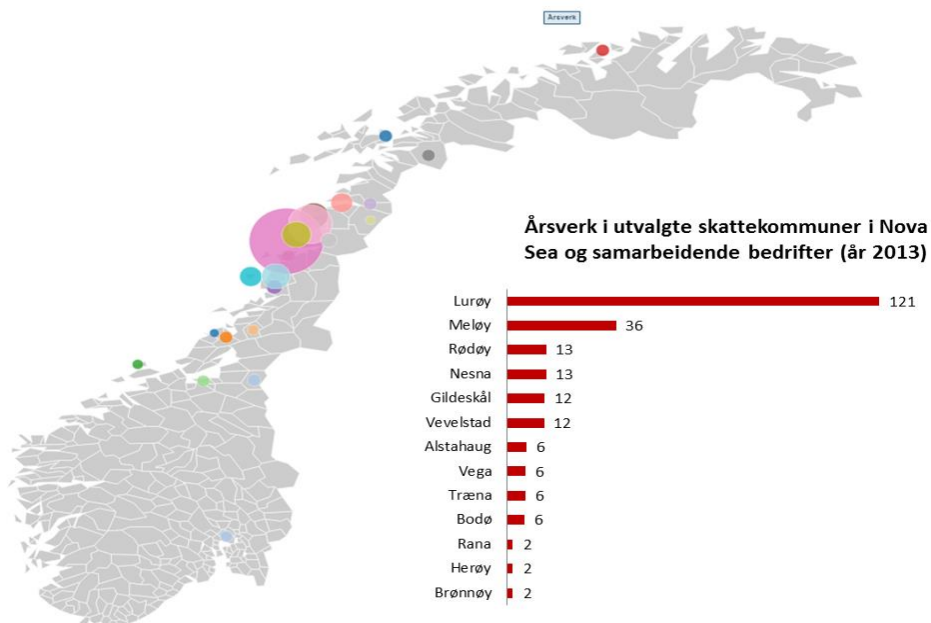 Årsverk
Årsverk i utvalgte skattekommuner i Nova
Sea og samarbeidende bedrifter (år 2013)
Lurøy 121
Meløy 36
Rødøy 13
Nesna 13
Gildeskål 12
Vevelstad 12
Alstahaug 6
Vega 6
Træna 6
Bodø 6
Rana 2
Herøy 2
Brønnøy 2